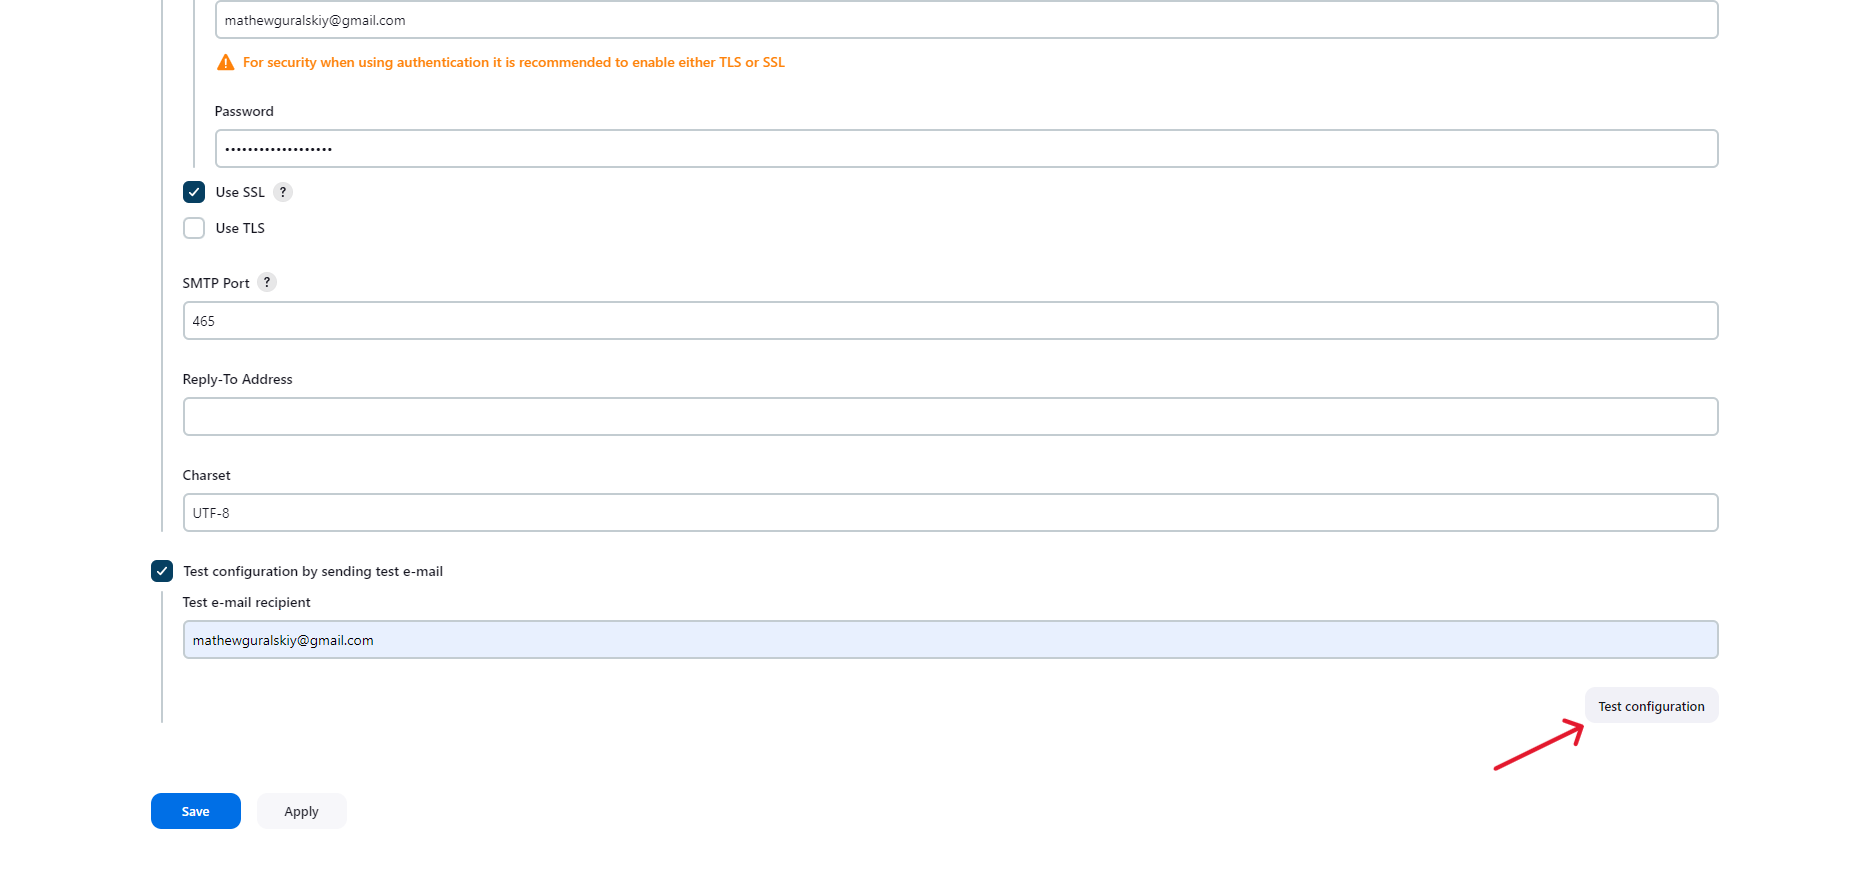 mathewguralskiy@gmail.com
For security when using authentication it is recommended to enable either TLS or SSL
Password
•••••••••••••••••••
Use SSL ?
Use TLS
SMTP Port ?
465
Reply-To Address
Charset
UTF-8
Test configuration by sending test e-mail
Test e-mail recipient
mathewguralskiy@gmail.com
Test configuration
Save Apply